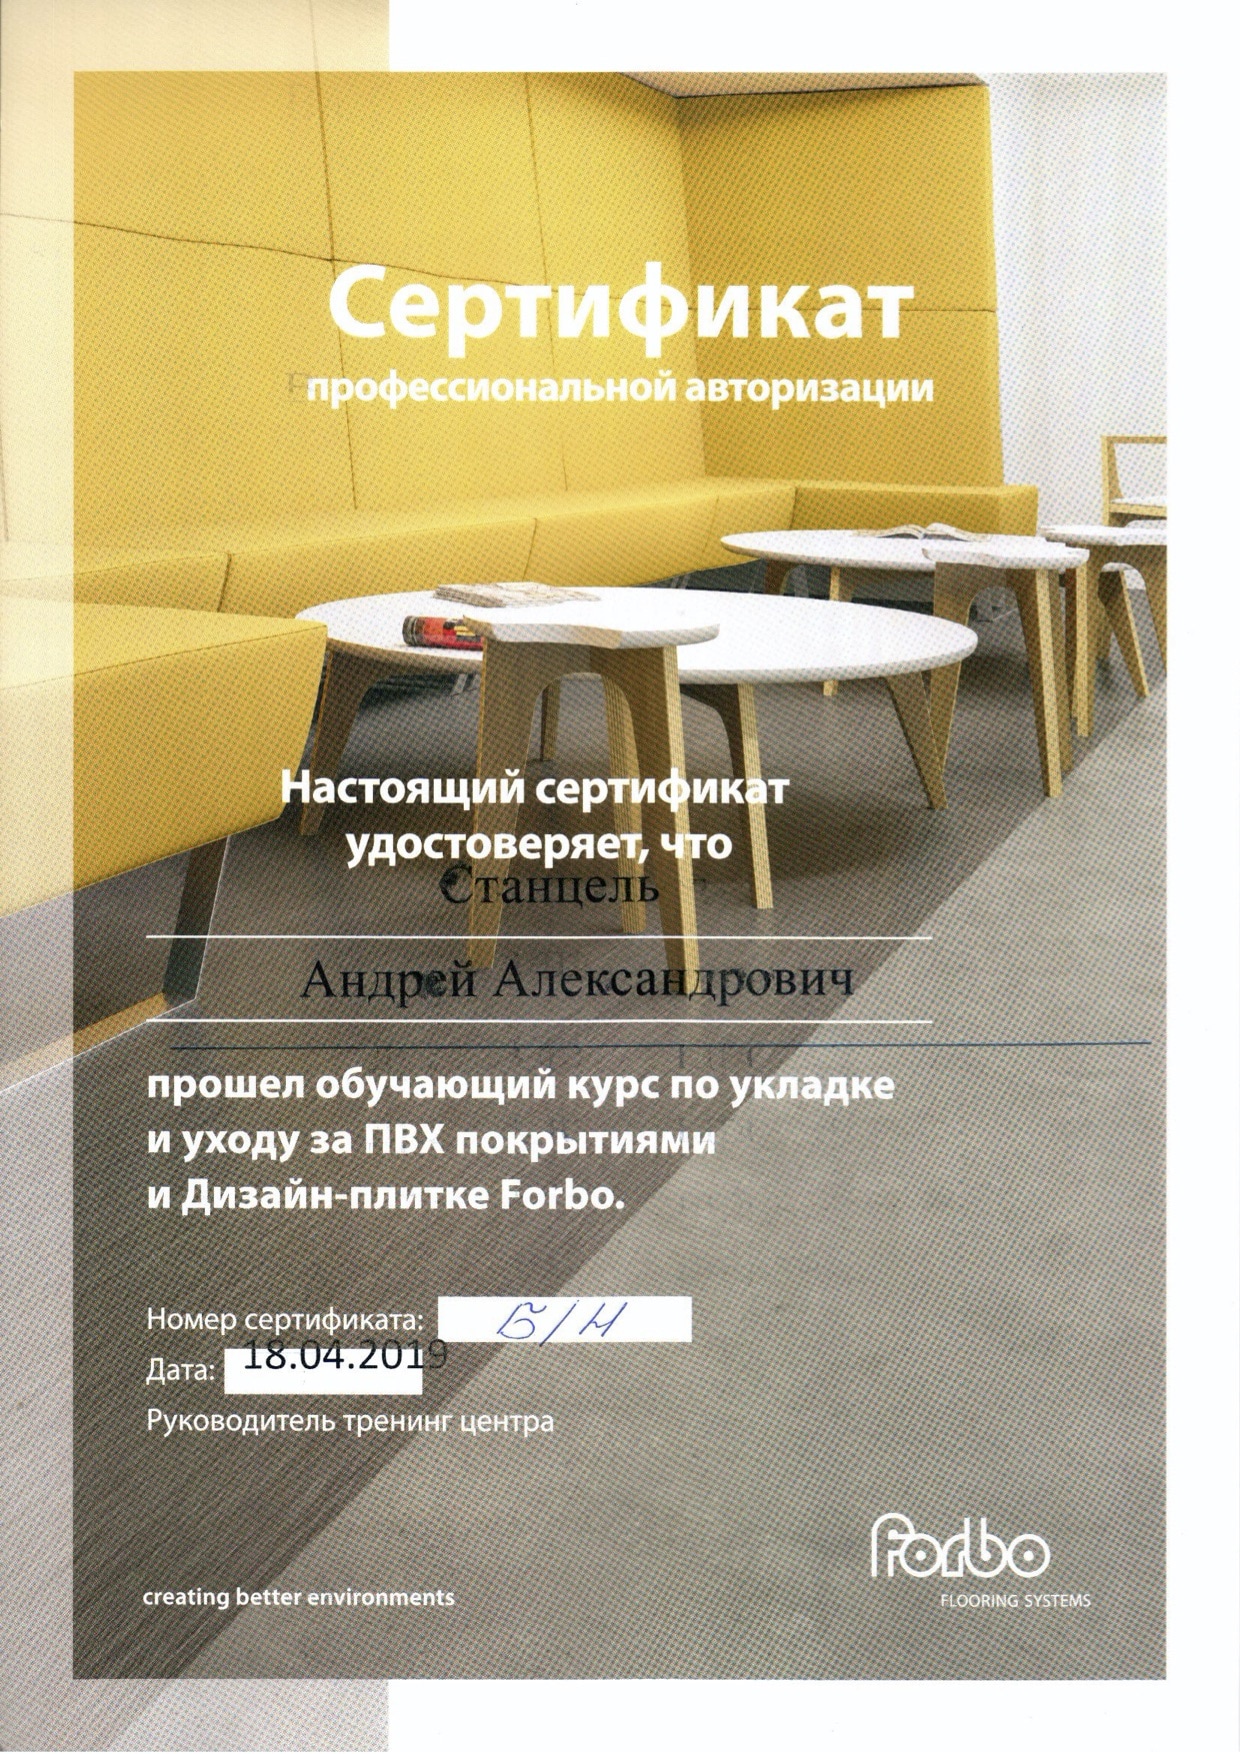 Сертификат
профессиональной авторизации
Настоящий сертификат
удостоверяет, что
Станцель
Андрей Александрович
прошел обучающий курс по укладке
и уходу за ПВХ покрытиями
и Дизайн-плитке Forbo.
Номер сертификата: Б/Н
Дата: 18.04.2019
Руководитель тренинг центра
forbo
creating better environments
FLOORING SYSTEMS